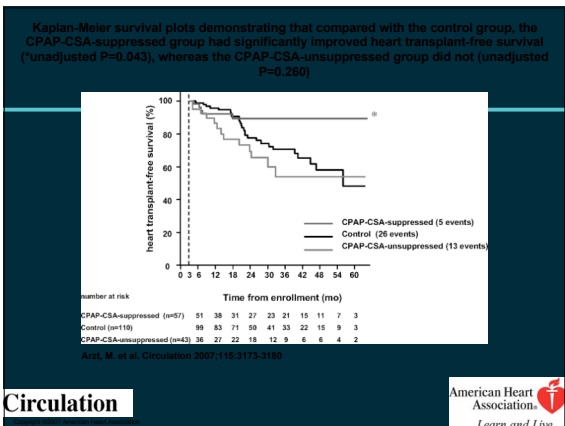 Kaplan-Meier survival plots demonstrating that compared with the control group, the
CPAP-CSA-suppressed group had significantly improved heart transplant-free survival
(*unadjusted P=0.043), whereas the CPAP-CSA-unsuppressed group did not (unadjusted
P=0.260)
heart transplant-free survival (%)
100
80
60
40
20
0
*
CPAP-CSA-suppressed (5 events)
Control (26 events)
CPAP-CSA-unsuppressed (13 events)
0 3 6 12 18 24 30 36 42 48 54 60
number at risk
Time from enrollment (mo)
CPAP-CSA-suppressed (n=57) 51 38 31 27 23 21 15 11 7 3
Control (n=110) 99 83 71 50 41 33 22 15 9 3
CPAP-CSA-unsuppressed (n=43) 36 27 22 18 12 9 6 6 4 2
Arzt, M. et al. Circulation 2007;115:3173-3180
Circulation
Copyright ©2007 American Heart Association
American Heart
Association®
Learn and Live